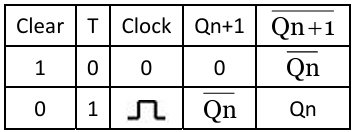 Clear T Clock Qn+1 Q̅n̅+̅1̅
1 0 0 0 Q̅n̅
0 1 Q̅n̅ Qn